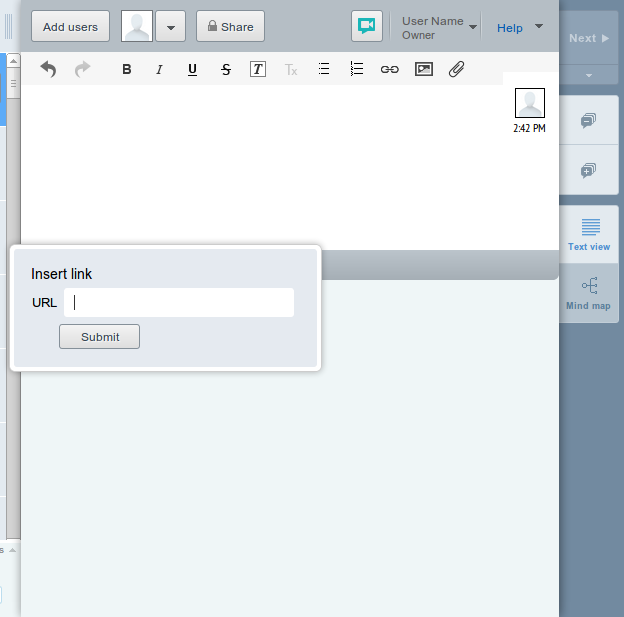 Add users
Share
User Name
Owner
Help
Next
B I U S T Tx
2:42 PM
Text view
Mind map
Insert link
URL
Submit
s